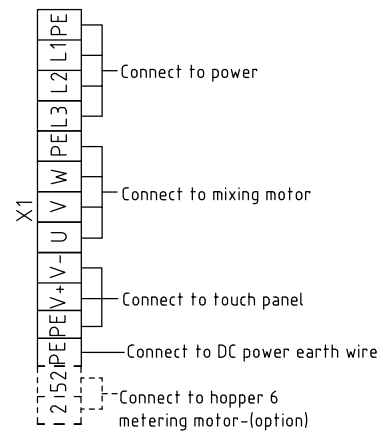 PE
L1
L2
L3
Connect to power
PE
W
V
U
Connect to mixing motor
X1
V-
V+
PE
Connect to touch panel
PE
Connect to DC power earth wire
152
2
Connect to hopper 6
metering motor-(option)